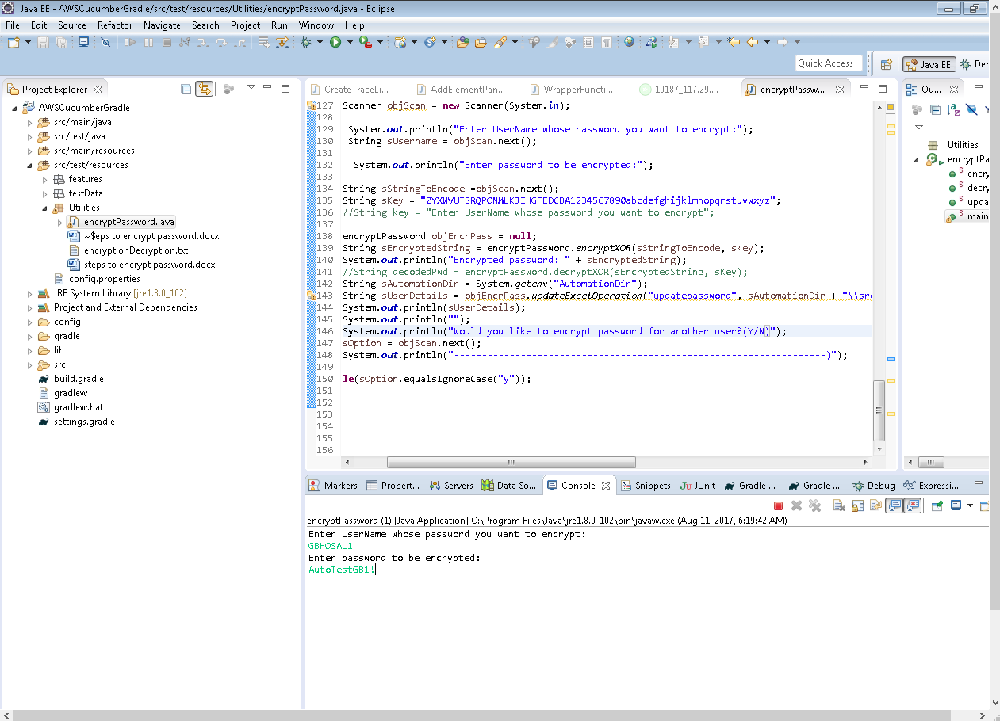 Java EE - AWSCucumberGradle/src/test/resources/Utilities/encryptPassword.java - Eclipse
File Edit Source Refactor Navigate Search Project Run Window Help
Quick Access
Java EE
Deb
Project Explorer
AWSCucumberGradle
src/main/java
src/test/java
src/main/resources
src/test/resources
features
testData
Utilities
encryptPassword.java
~$eps to encrypt password.docx
encryptionDecryption.txt
steps to encrypt password.docx
config.properties
JRE System Library [jre1.8.0_102]
Project and External Dependencies
config
gradle
lib
src
build.gradle
gradlew
gradlew.bat
settings.gradle
CreateTraceLi...
AddElementPan...
WrapperFuncti...
19187_117.29....
encryptPassw...
127 Scanner objScan = new Scanner(System.in);
128
129 System.out.println("Enter UserName whose password you want to encrypt:");
130 String sUsername = objScan.next();
131
132 System.out.println("Enter password to be encrypted:");
133
134 String sStringToEncode =objScan.next();
135 String sKey = "ZYXWVUTSRQPONMLKJIHGFEDCBA1234567890abcdefghijklmnopqrstuvwxyz";
136 //String key = "Enter UserName whose password you want to encrypt";
137
138 encryptPassword objEncrPass = null;
139 String sEncryptedString = encryptPassword.encryptXOR(sStringToEncode, sKey);
140 System.out.println("Encrypted password: " + sEncryptedString);
141 //String decodedPwd = encryptPassword.decryptXOR(sEncryptedString, sKey);
142 String sAutomationDir = System.getenv("AutomationDir");
143 String sUserDetails = objEncrPass.updateExcelOperation("updatepassword", sAutomationDir + "\\src
144 System.out.println(sUserDetails);
145 System.out.println("");
146 System.out.println("Would you like to encrypt password for another user?(Y/N)");
147 sOption = objScan.next();
148 System.out.println("------------------------------------------------------------------)");
149
150 le(sOption.equalsIgnoreCase("y"));
151
152
153
154
155
156
Ou...
Utilities
encryptPa
encry
decry
upda
main
Markers
Propert...
Servers
Data So...
Console
Snippets
JUnit
Gradle ...
Gradle ...
Debug
Expressi...
encryptPassword (1) [Java Application] C:\Program Files\Java\jre1.8.0_102\bin\javaw.exe (Aug 11, 2017, 6:19:42 AM)
Enter UserName whose password you want to encrypt:
GBHOSAL1
Enter password to be encrypted:
AutoTestGB1!